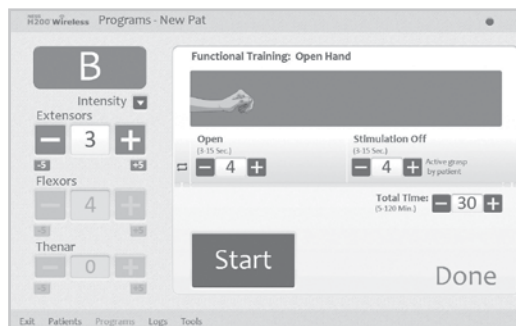 NESS
H200 Wireless Programs - New Pat
B
Intensity
Extensors
− 3 +
-5 +5
Flexors
− 4 +
-5 +5
Thenar
− 0 +
-5 +5
Functional Training: Open Hand
Open
(3-15 Sec.)
− 4 +
Stimulation Off
(3-15 Sec.)
− 4 +
Active grasp
by patient
Total Time:
(5-120 Min.)
− 30 +
Start
Done
Exit Patients Programs Logs Tools